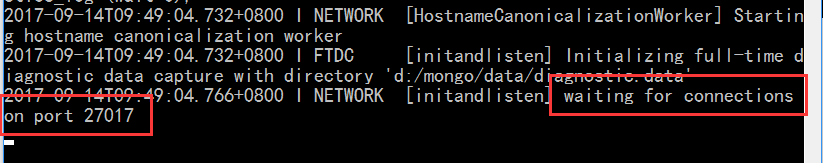 2017-09-14T09:49:04.732+0800 I NETWORK  [HostnameCanonicalizationWorker] Startin
g hostname canonicalization worker
2017-09-14T09:49:04.732+0800 I FTDC     [initandlisten] Initializing full-time d
iagnostic data capture with directory 'd:/mongo/data/diagnostic.data'
2017-09-14T09:49:04.766+0800 I NETWORK  [initandlisten] waiting for connections
on port 27017